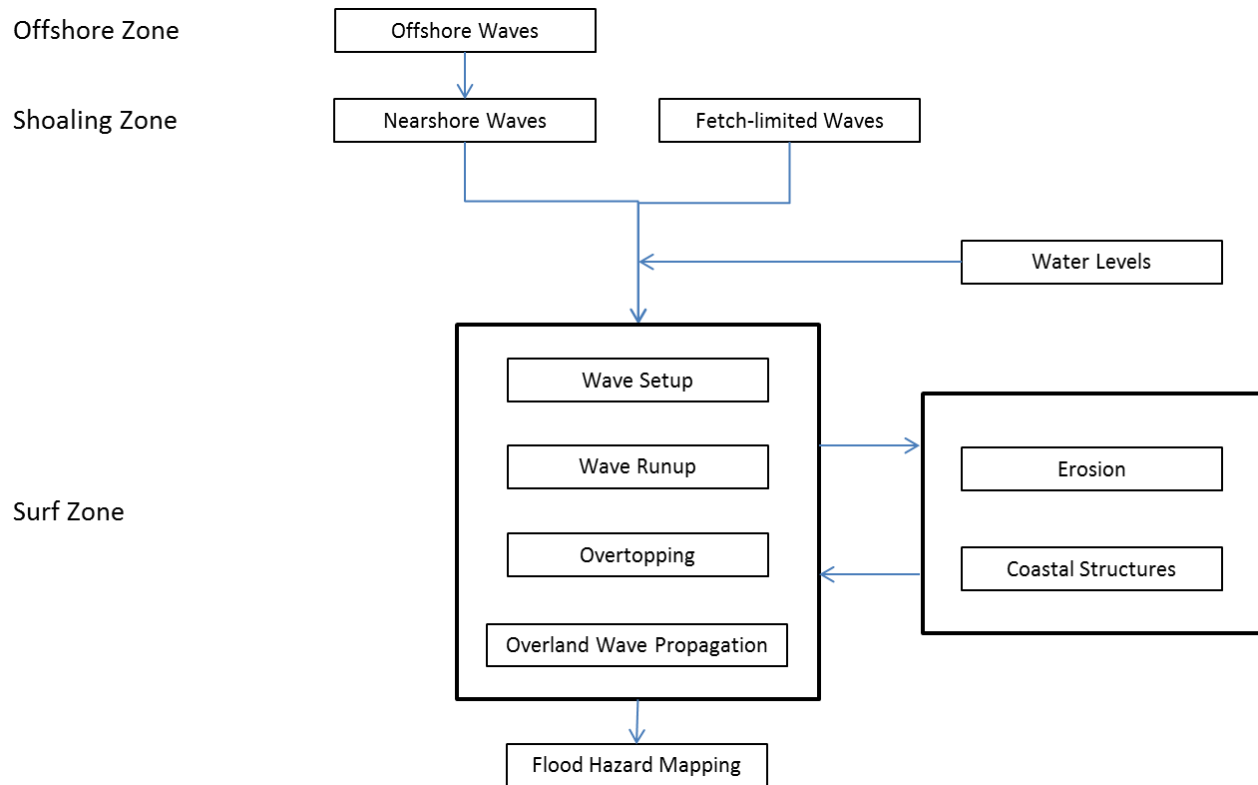 Offshore Zone
Offshore Waves
Shoaling Zone
Nearshore Waves
Fetch-limited Waves
Water Levels
Wave Setup
Wave Runup
Erosion
Surf Zone
Overtopping
Coastal Structures
Overland Wave Propagation
Flood Hazard Mapping